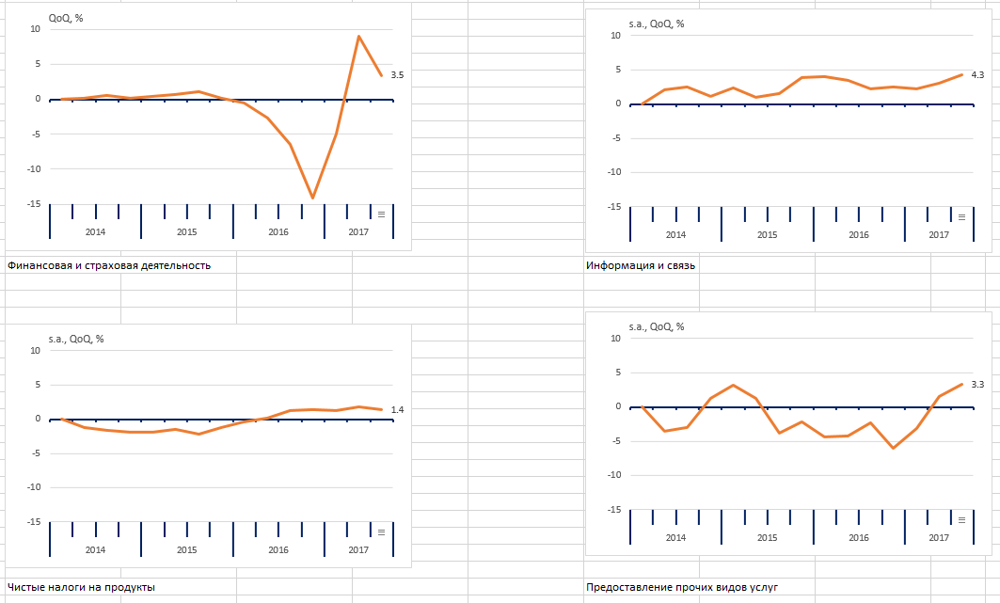 QoQ, %
10
5
0
-5
-10
-15
3.5
2014 2015 2016 2017
Финансовая и страховая деятельность
s.a., QoQ, %
10
5
0
-5
-10
-15
4.3
2014 2015 2016 2017
Информация и связь
s.a., QoQ, %
10
5
0
-5
-10
-15
1.4
2014 2015 2016 2017
Чистые налоги на продукты
s.a., QoQ, %
10
5
0
-5
-10
-15
3.3
2014 2015 2016 2017
Предоставление прочих видов услуг